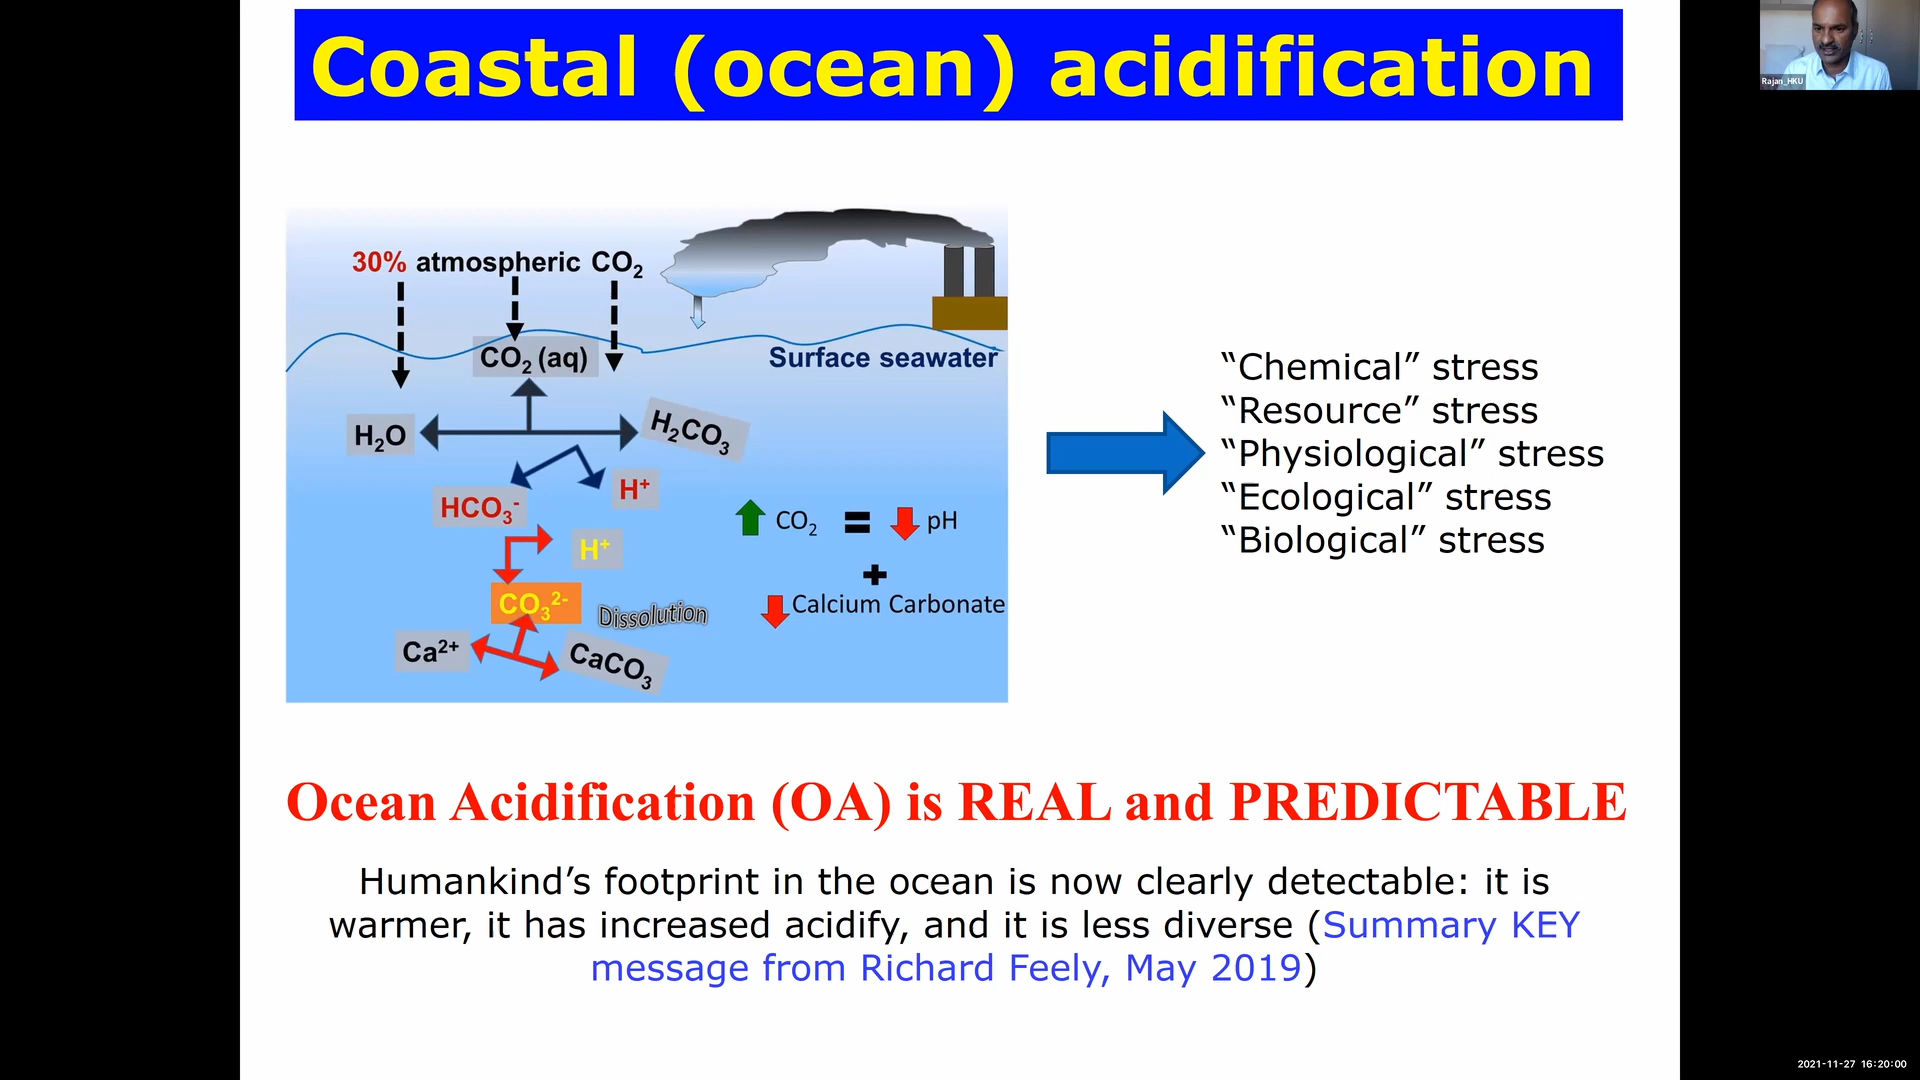 Coastal (ocean) acidification
Rajan_HKU
30% atmospheric CO₂
CO₂ (aq)
Surface seawater
H₂O
H₂CO₃
HCO₃⁻
H⁺
H⁺
CO₃²⁻
Dissolution
Ca²⁺
CaCO₃
CO₂ = pH
+
Calcium Carbonate
“Chemical” stress
“Resource” stress
“Physiological” stress
“Ecological” stress
“Biological” stress
Ocean Acidification (OA) is REAL and PREDICTABLE
Humankind’s footprint in the ocean is now clearly detectable: it is
warmer, it has increased acidify, and it is less diverse (Summary KEY
message from Richard Feely, May 2019)
2021-11-27 16:20:00